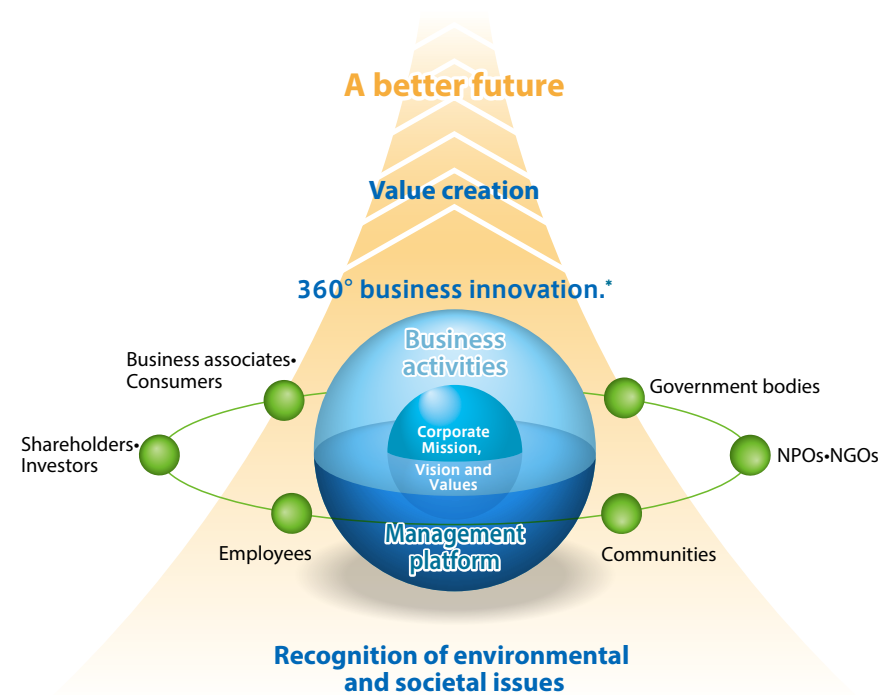 A better future
Value creation
360° business innovation.*
Business
activities
Business associates•
Consumers
Government bodies
Shareholders•
Investors
Corporate
Mission,
Vision and
Values
NPOs•NGOs
Management
platform
Employees
Communities
Recognition of environmental
and societal issues